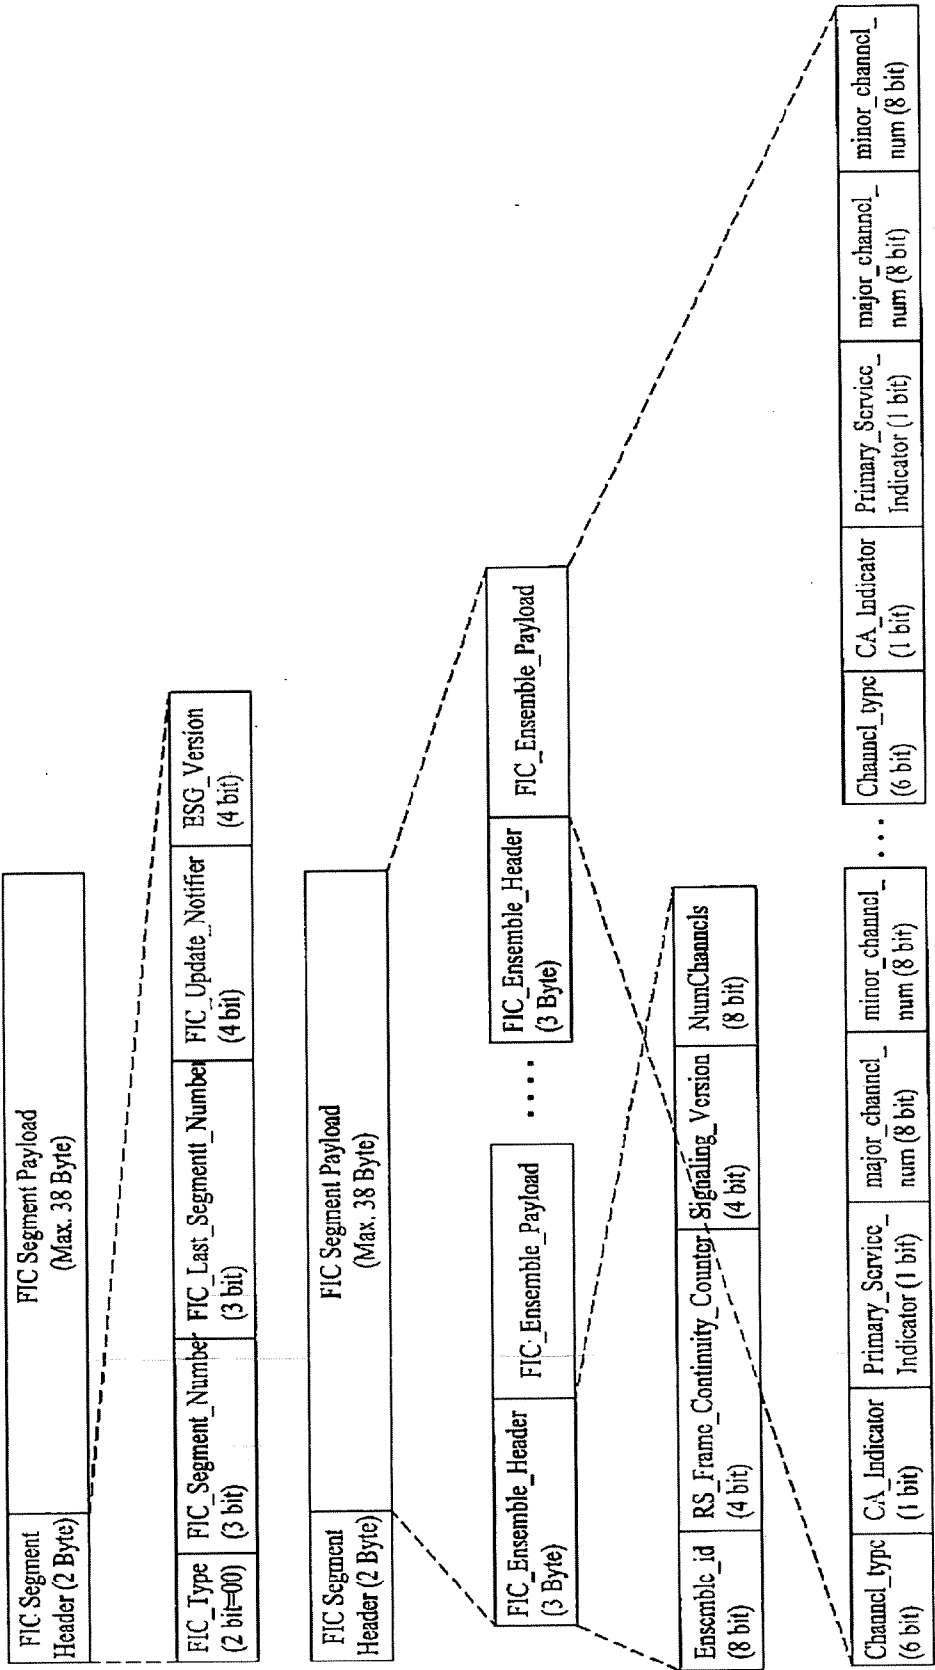 FIC Segment
Header (2 Byte)
FIC Segment Payload
(Max. 38 Byte)
FIC_Type
(2 bit=00)
FIC_Segment_Number
(3 bit)
FIC_Last_Segmentt_Number
(3 bit)
FIC_Update_Notifier
(4 bit)
ESG_Version
(4 bit)
FIC Segment
Header (2 Byte)
FIC Segment Payload
(Max. 38 Byte)
FIC_Ensemble_Header
(3 Byte)
FIC_Ensemble_Payload
....
FIC_Ensemble_Header
(3 Byte)
FIC_Ensemble_Payload
Ensemble_id
(8 bit)
RS_Frame_Continuity_Counter
(4 bit)
Signaling_Version
(4 bit)
NumChannels
(8 bit)
Channel_type
(6 bit)
CA_Indicator
(1 bit)
Primary_Service_
Indicator (1 bit)
major_channel_
num (8 bit)
minor_channel_
num (8 bit)
...
Channel_type
(6 bit)
CA_Indicator
(1 bit)
Primary_Service_
Indicator (1 bit)
major_channel_
num (8 bit)
minor_channel_
num (8 bit)